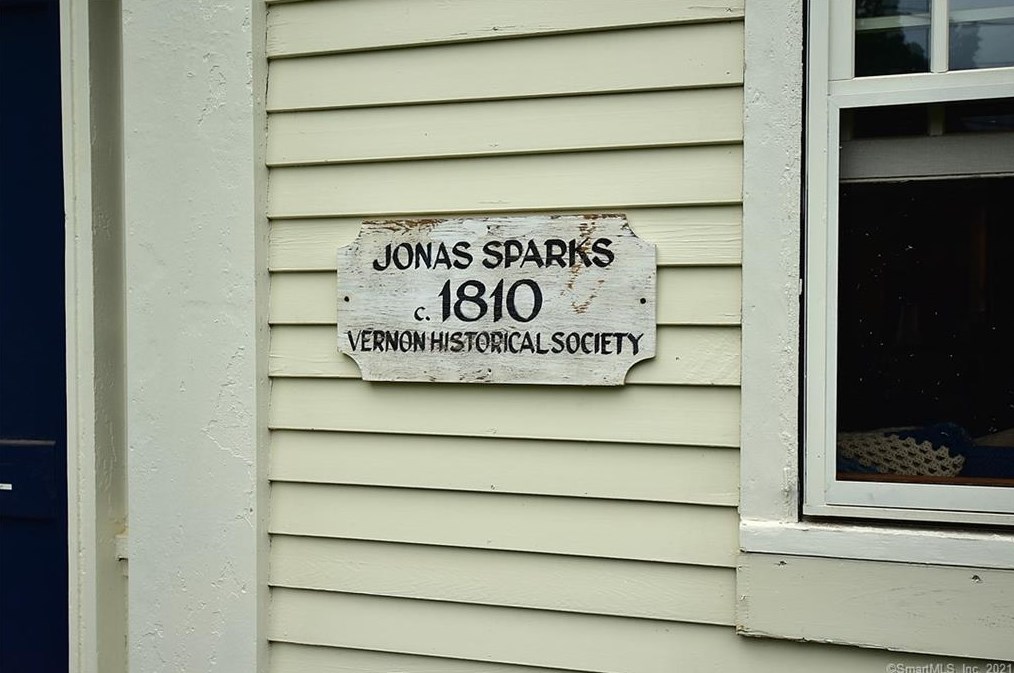 JONAS SPARKS
c. 1810
VERNON HISTORICAL SOCIETY
©SmartMLS, Inc. 2021